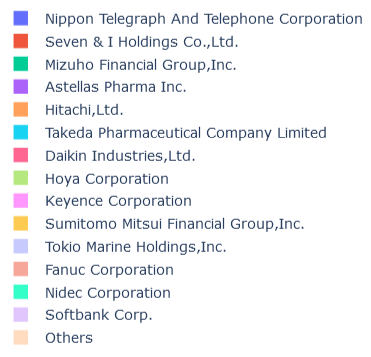 Nippon Telegraph And Telephone Corporation
Seven & I Holdings Co.,Ltd.
Mizuho Financial Group,Inc.
Astellas Pharma Inc.
Hitachi,Ltd.
Takeda Pharmaceutical Company Limited
Daikin Industries,Ltd.
Hoya Corporation
Keyence Corporation
Sumitomo Mitsui Financial Group,Inc.
Tokio Marine Holdings,Inc.
Fanuc Corporation
Nidec Corporation
Softbank Corp.
Others